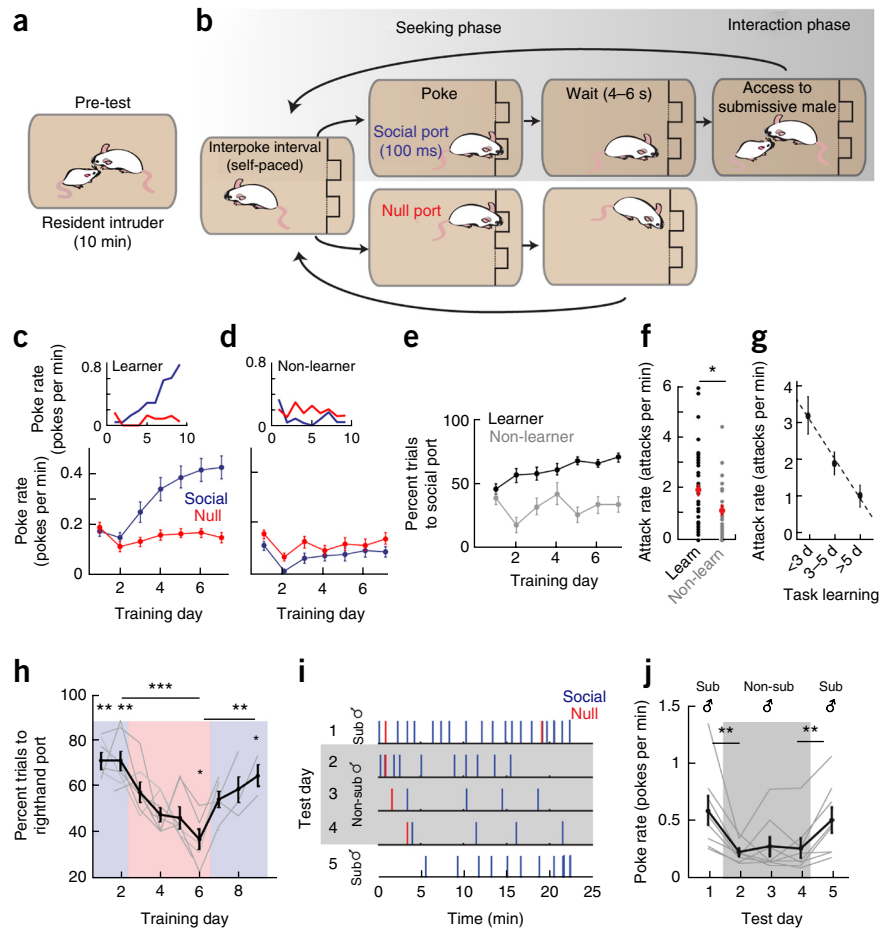 a
b
Seeking phase
Interaction phase
Pre-test
Resident intruder
(10 min)
Interpoke interval
(self-paced)
Poke
Social port
(100 ms)
Wait (4–6 s)
Access to
submissive male
Null port
c
Poke rate
(pokes per min)
0.8
0
Learner
0
5
10
Poke rate
(pokes per min)
0.4
0.2
0
Social
Null
2
4
6
Training day
d
0.8
0
Non-learner
0
5
10
2
4
6
Training day
e
Percent trials
to social port
100
50
0
Learner
Non-learner
2
4
6
Training day
f
Attack rate (attacks per min)
6
4
2
0
*
Learn
Non-learn
g
Attack rate (attacks per min)
4
3
2
1
0
<3 d
3–5 d
>5 d
Task learning
h
Percent trials to
righthand port
100
80
60
40
20
** **
***
**
*
*
2
4
6
8
Training day
i
Social
Null
Test day
1
2
3
4
5
Sub ♂
Non-sub ♂
Sub ♂
0
5
10
15
20
25
Time (min)
j
Sub
♂
Non-sub
♂
Sub
♂
Poke rate (pokes per min)
1.5
1
0.5
0
**
**
1
2
3
4
5
Test day